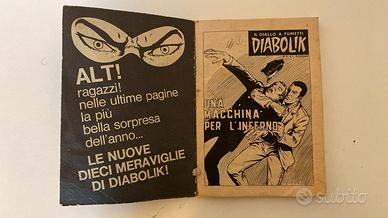 ALT!
ragazzi!
nelle ultime pagine
la più
bella sorpresa
dell'anno...
LE NUOVE
DIECI MERAVIGLIE
DI DIABOLIK!
IL GIALLO A FUMETTI
DIABOLIK
UNA
MACCHINA
PER L'INFERNO
subito